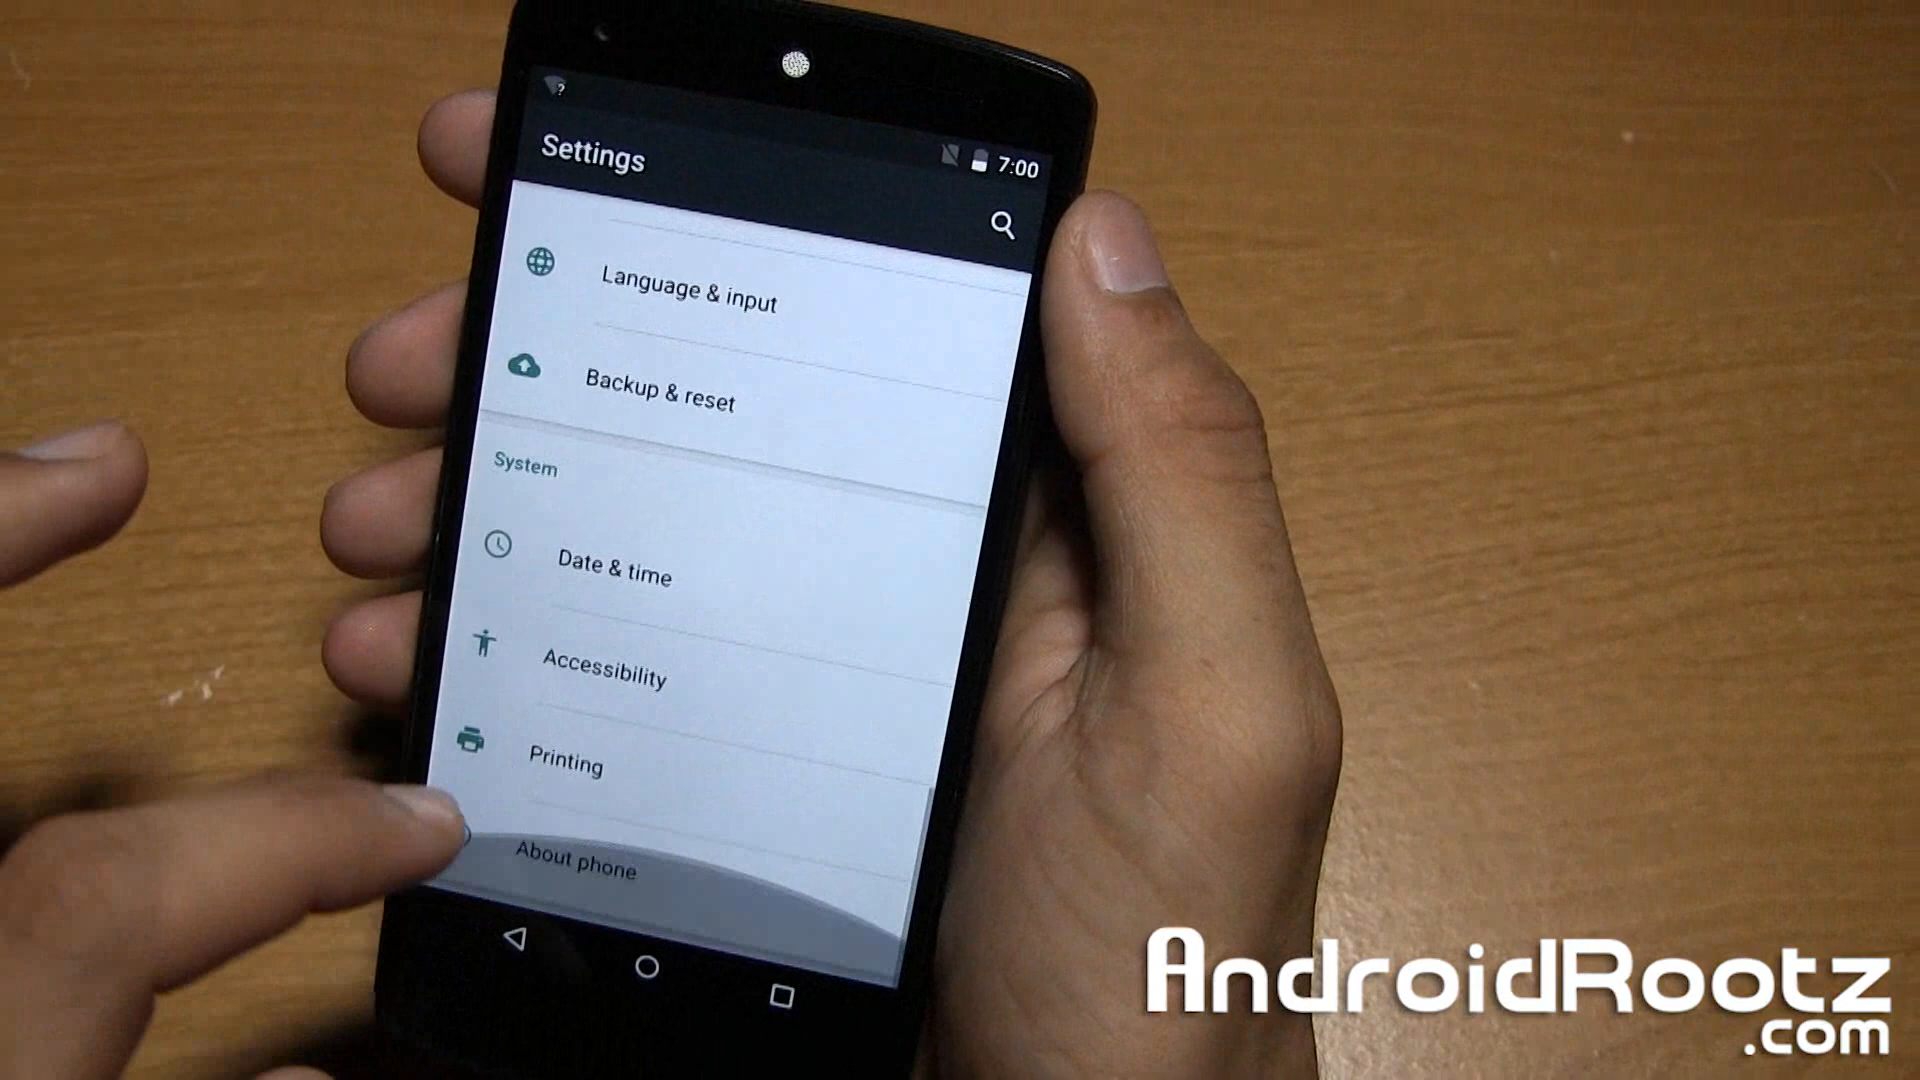 ?
7:00
Settings
Language & input
Backup & reset
System
Date & time
Accessibility
Printing
About phone
AndroidRootz
.com